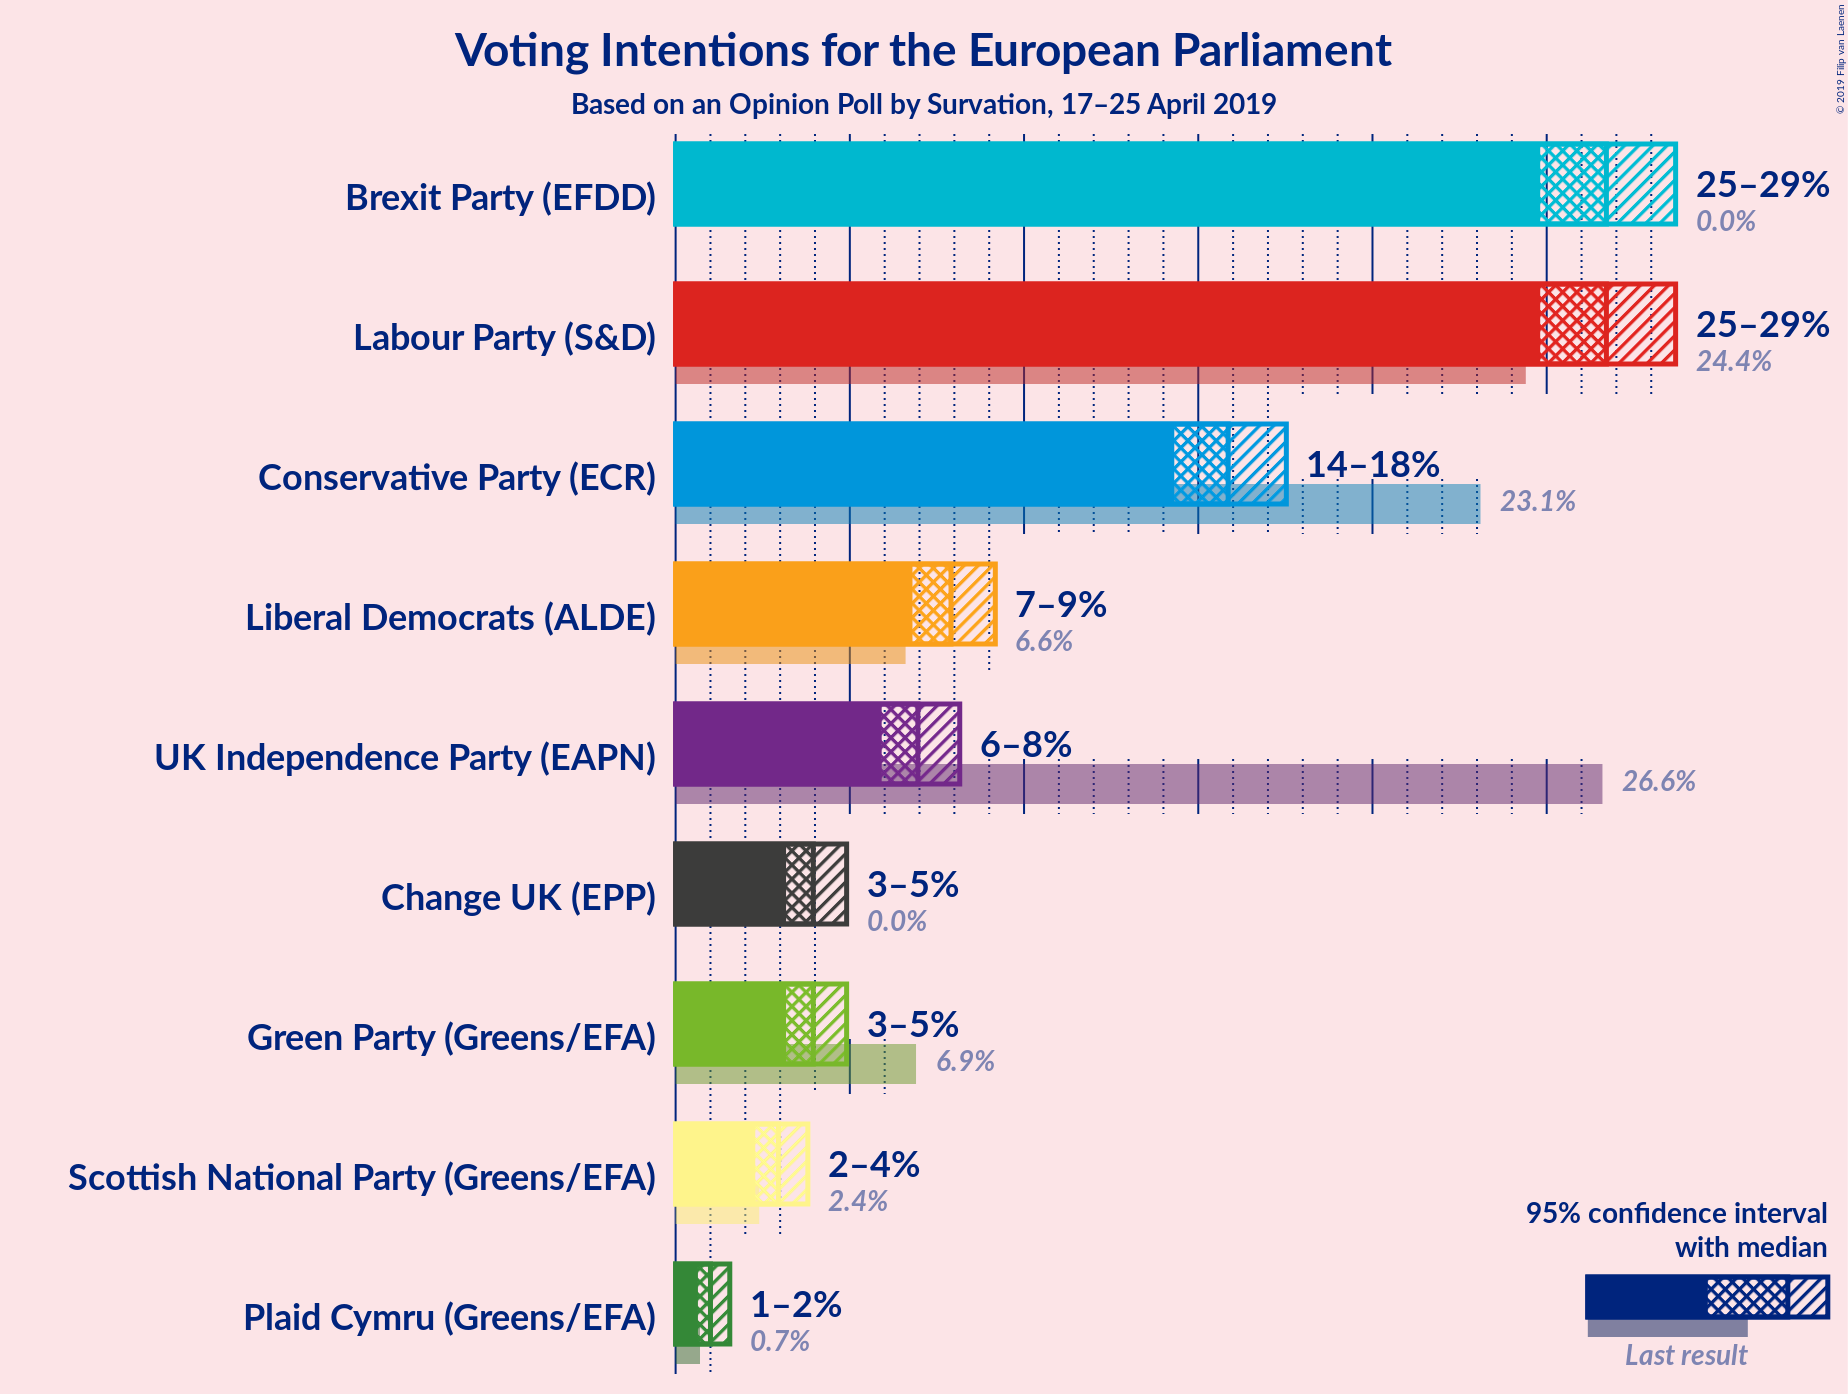 Voting Intentions for the European Parliament
Based on an Opinion Poll by Survation, 17–25 April 2019
© 2019 Filip van Laenen
Brexit Party (EFDD)
25–29%
0.0%
Labour Party (S&D)
25–29%
24.4%
Conservative Party (ECR)
14–18%
23.1%
Liberal Democrats (ALDE)
7–9%
6.6%
UK Independence Party (EAPN)
6–8%
26.6%
Change UK (EPP)
3–5%
0.0%
Green Party (Greens/EFA)
3–5%
6.9%
Scottish National Party (Greens/EFA)
2–4%
2.4%
Plaid Cymru (Greens/EFA)
1–2%
0.7%
95% confidence interval
with median
Last result